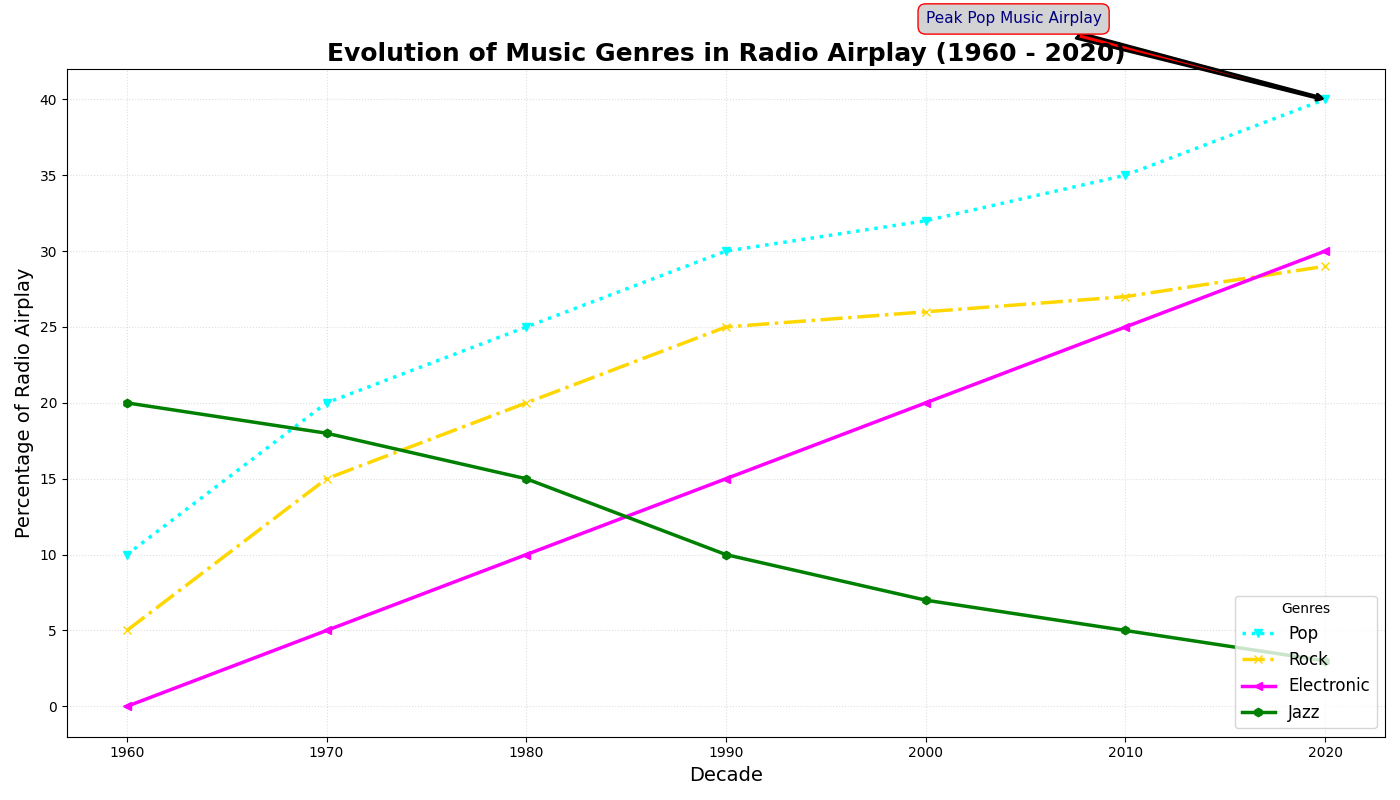 Peak Pop Music Airplay
Evolution of Music Genres in Radio Airplay (1960 - 2020)
Percentage of Radio Airplay
40
35
30
25
20
15
10
5
0
Genres
Pop
Rock
Electronic
Jazz
1960 1970 1980 1990 2000 2010 2020
Decade